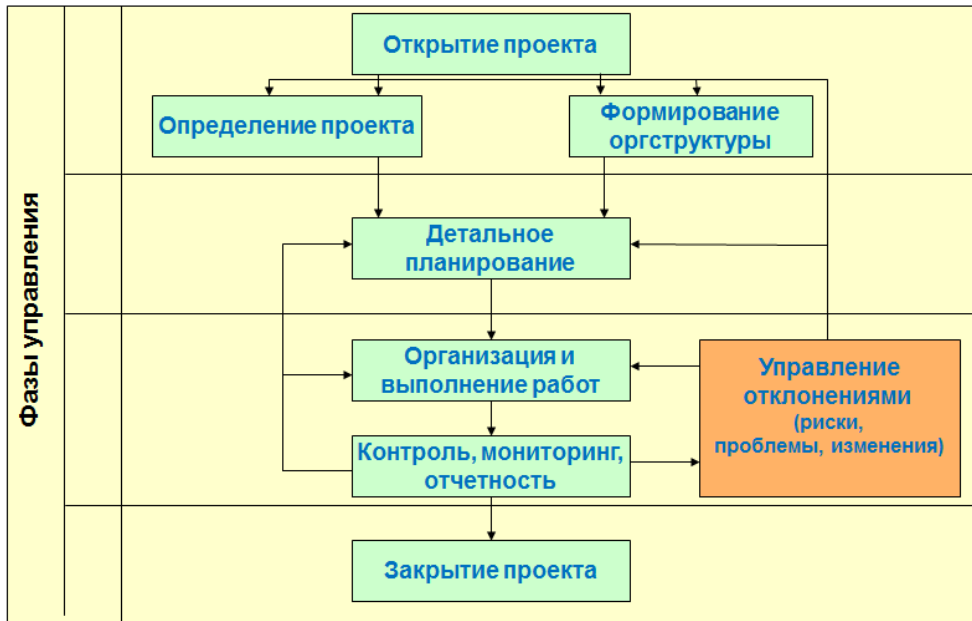 Фазы управления
Открытие проекта
Определение проекта
Формирование
оргструктуры
Детальное
планирование
Организация и
выполнение работ
Управление
отклонениями
(риски,
проблемы, изменения)
Контроль, мониторинг,
отчетность
Закрытие проекта